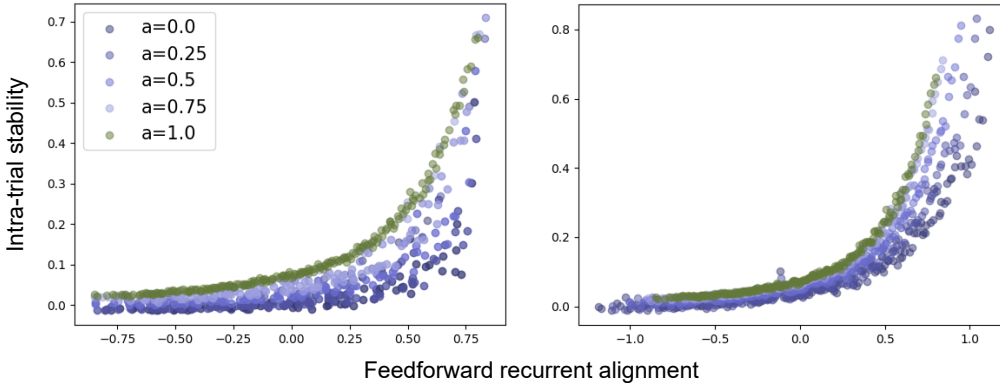 Intra-trial stability
0.7
0.6
0.5
0.4
0.3
0.2
0.1
0.0
a=0.0
a=0.25
a=0.5
a=0.75
a=1.0
−0.75 −0.50 −0.25 0.00 0.25 0.50 0.75
0.8
0.6
0.4
0.2
0.0
−1.0 −0.5 0.0 0.5 1.0
Feedforward recurrent alignment